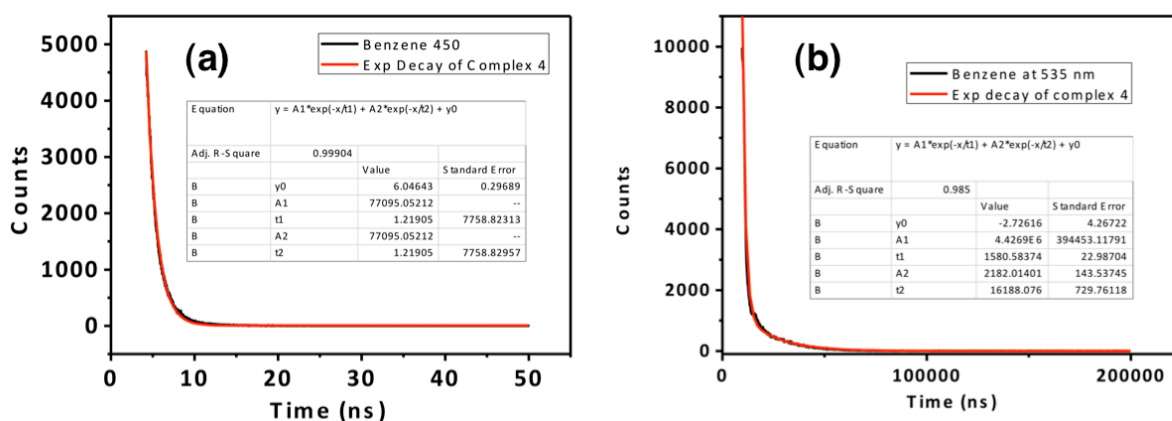 (a)
Benzene 450
Exp Decay of Complex 4
Equation y = A1*exp(-x/t1) + A2*exp(-x/t2) + y0
Adj. R-Square 0.99904
Value Standard Error
B y0 6.04643 0.29689
B A1 77095.05212 --
B t1 1.21905 7758.82313
B A2 77095.05212 --
B t2 1.21905 7758.82957
Counts
5000
4000
3000
2000
1000
0
0 10 20 30 40 50
Time (ns)
(b)
Benzene at 535 nm
Exp decay of complex 4
Equation y = A1*exp(-x/t1) + A2*exp(-x/t2) + y0
Adj. R-Square 0.985
Value Standard Error
B y0 -2.72616 4.26722
B A1 4.4269E6 394453.11791
B t1 1580.58374 22.98704
B A2 2182.01401 143.53745
B t2 16188.076 729.76118
Counts
10000
8000
6000
4000
2000
0
0 100000 200000
Time (ns)